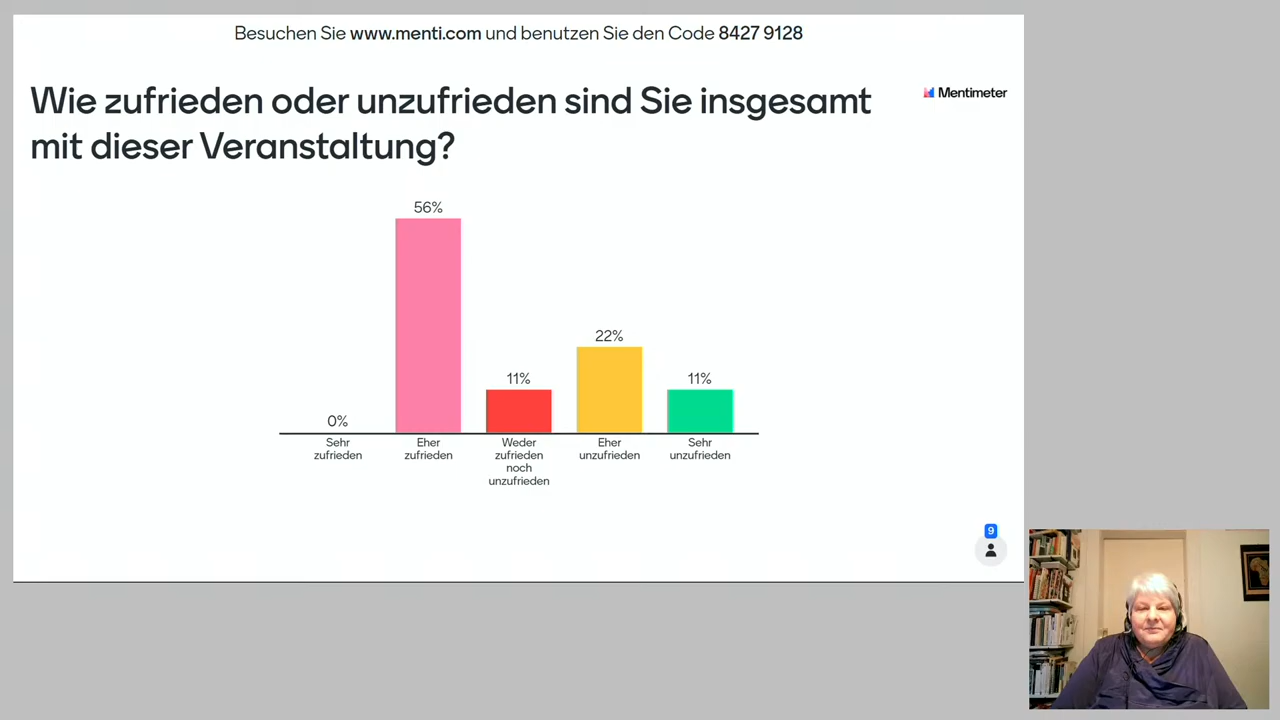 Besuchen Sie www.menti.com und benutzen Sie den Code 8427 9128
Wie zufrieden oder unzufrieden sind Sie insgesamt
mit dieser Veranstaltung?
Mentimeter
56%
22%
11%
11%
0%
Sehr
zufrieden
Eher
zufrieden
Weder
zufrieden
noch
unzufrieden
Eher
unzufrieden
Sehr
unzufrieden
9